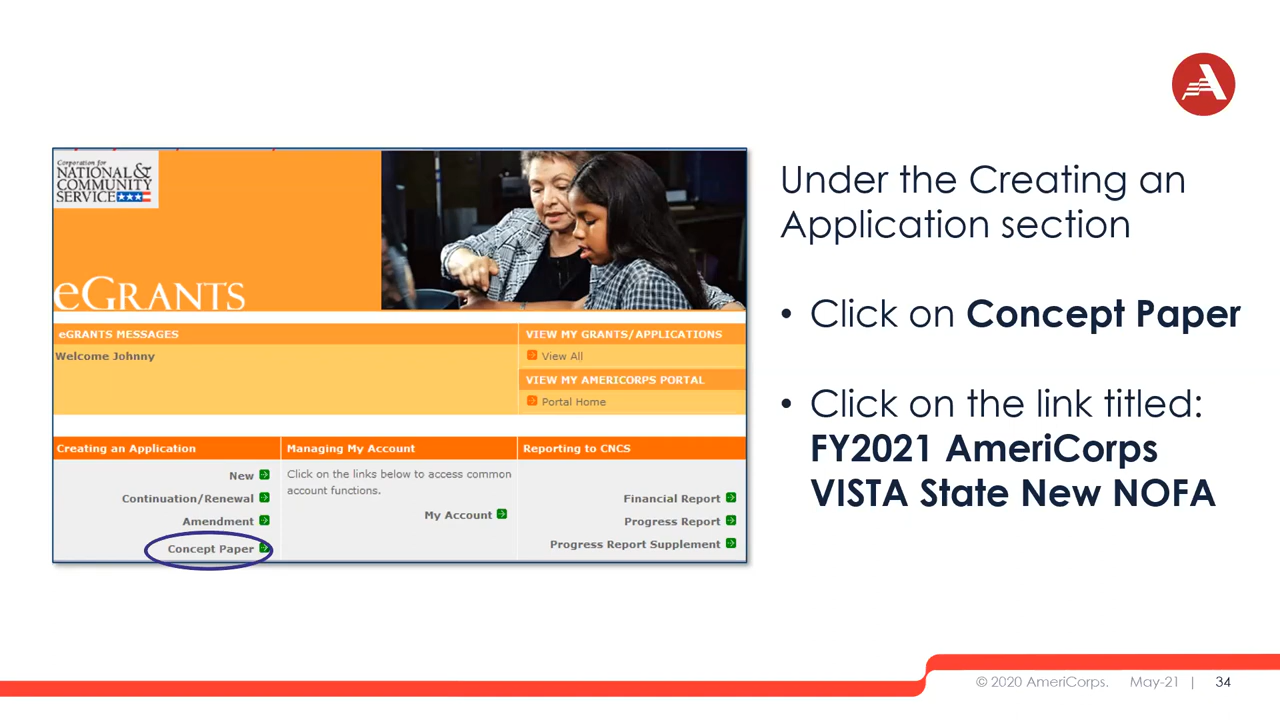 Corporation for
NATIONAL &
COMMUNITY
SERVICE
eGRANTS
eGRANTS MESSAGES
Welcome Johnny
VIEW MY GRANTS/APPLICATIONS
View All
VIEW MY AMERICORPS PORTAL
Portal Home
Creating an Application
New
Continuation/Renewal
Amendment
Concept Paper
Managing My Account
Click on the links below to access common
account functions.
My Account
Reporting to CNCS
Financial Report
Progress Report
Progress Report Supplement
Under the Creating an
Application section
• Click on Concept Paper
• Click on the link titled:
FY2021 AmeriCorps
VISTA State New NOFA
© 2020 AmeriCorps. May-21 | 34